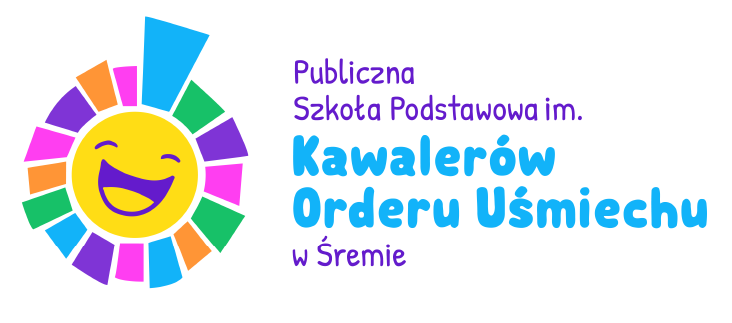 Publiczna
Szkoła Podstawowa im.
Kawalerów
Orderu Uśmiechu
w Śremie